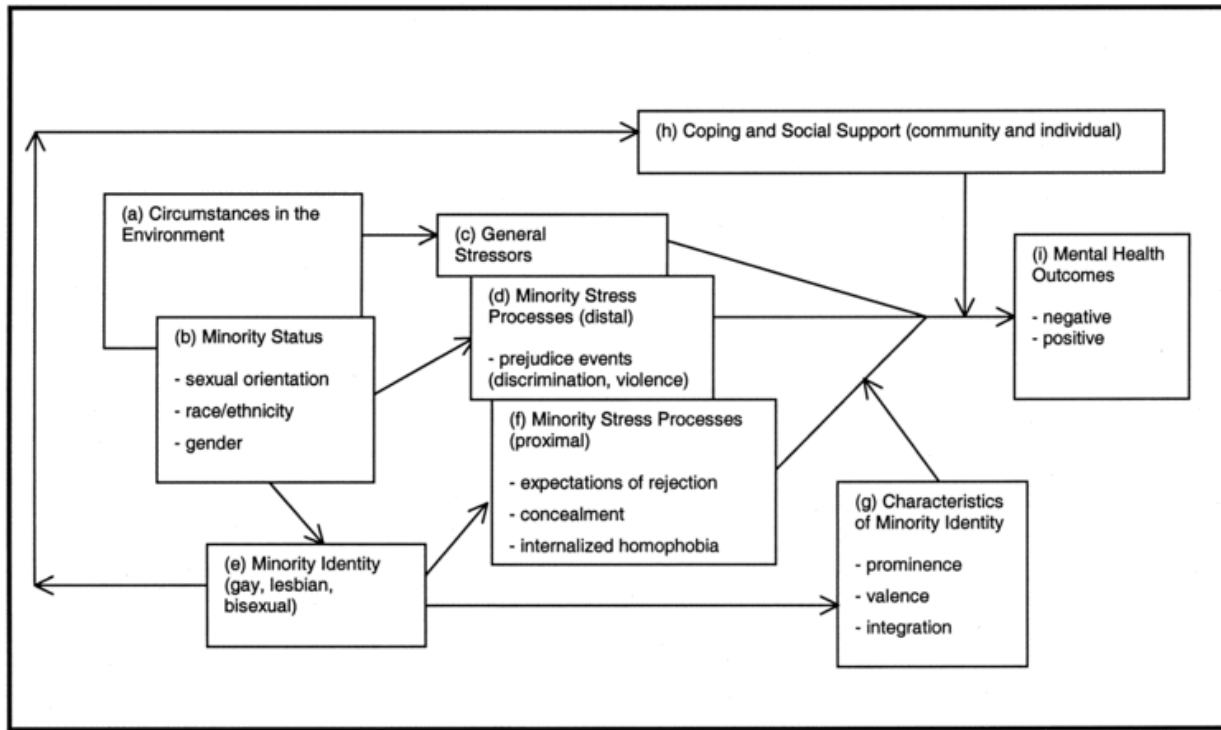 (h) Coping and Social Support (community and individual)
(a) Circumstances in the
Environment
(c) General
Stressors
(i) Mental Health
Outcomes
- negative
- positive
(d) Minority Stress
Processes (distal)
- prejudice events
(discrimination, violence)
(b) Minority Status
- sexual orientation
- race/ethnicity
- gender
(f) Minority Stress Processes
(proximal)
- expectations of rejection
- concealment
- internalized homophobia
(g) Characteristics
of Minority Identity
- prominence
- valence
- integration
(e) Minority Identity
(gay, lesbian,
bisexual)